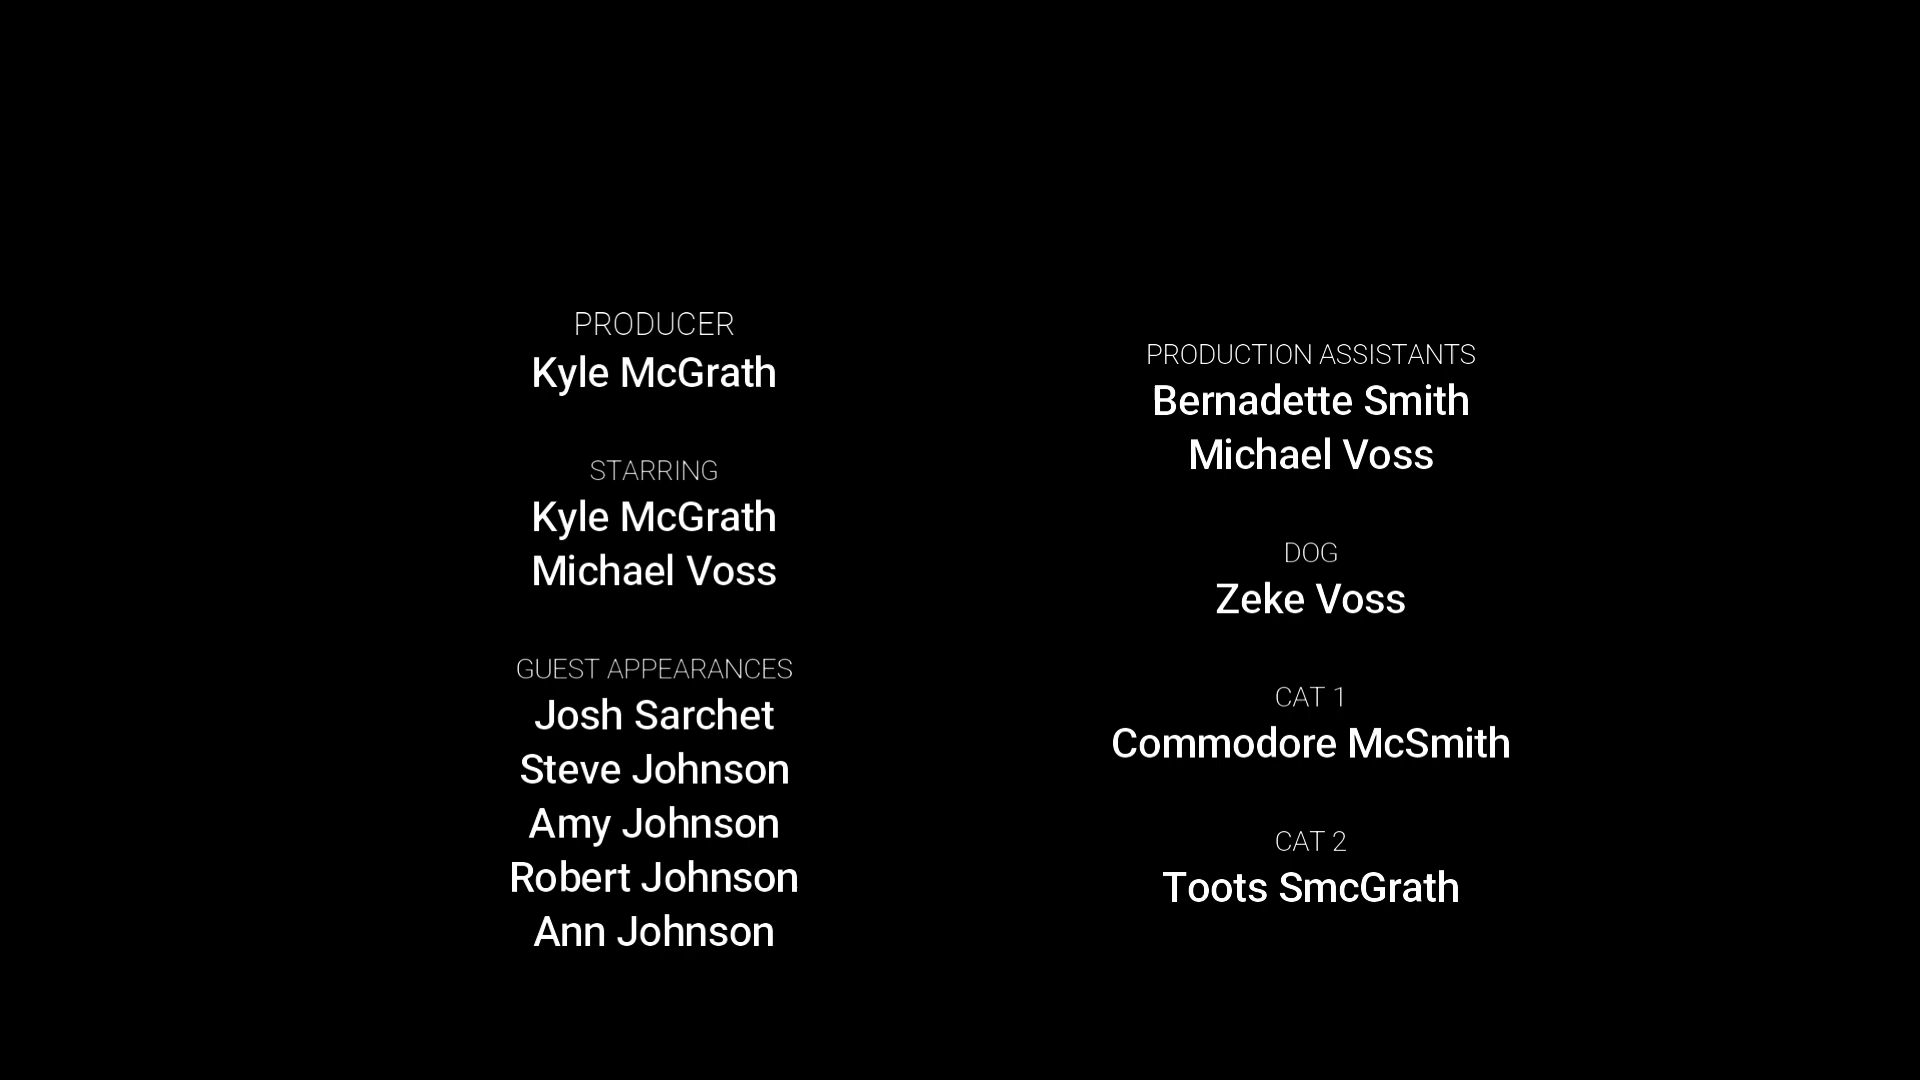 PRODUCER
Kyle McGrath
STARRING
Kyle McGrath
Michael Voss
GUEST APPEARANCES
Josh Sarchet
Steve Johnson
Amy Johnson
Robert Johnson
Ann Johnson
PRODUCTION ASSISTANTS
Bernadette Smith
Michael Voss
DOG
Zeke Voss
CAT 1
Commodore McSmith
CAT 2
Toots SmcGrath